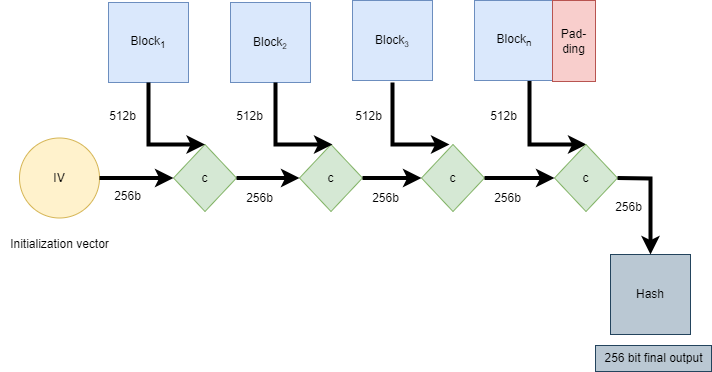 Block₁
Block₂
Block₃
Blockₙ
Pad-
ding
512b
512b
512b
512b
IV
c
c
c
c
256b
256b
256b
256b
256b
Initialization vector
Hash
256 bit final output